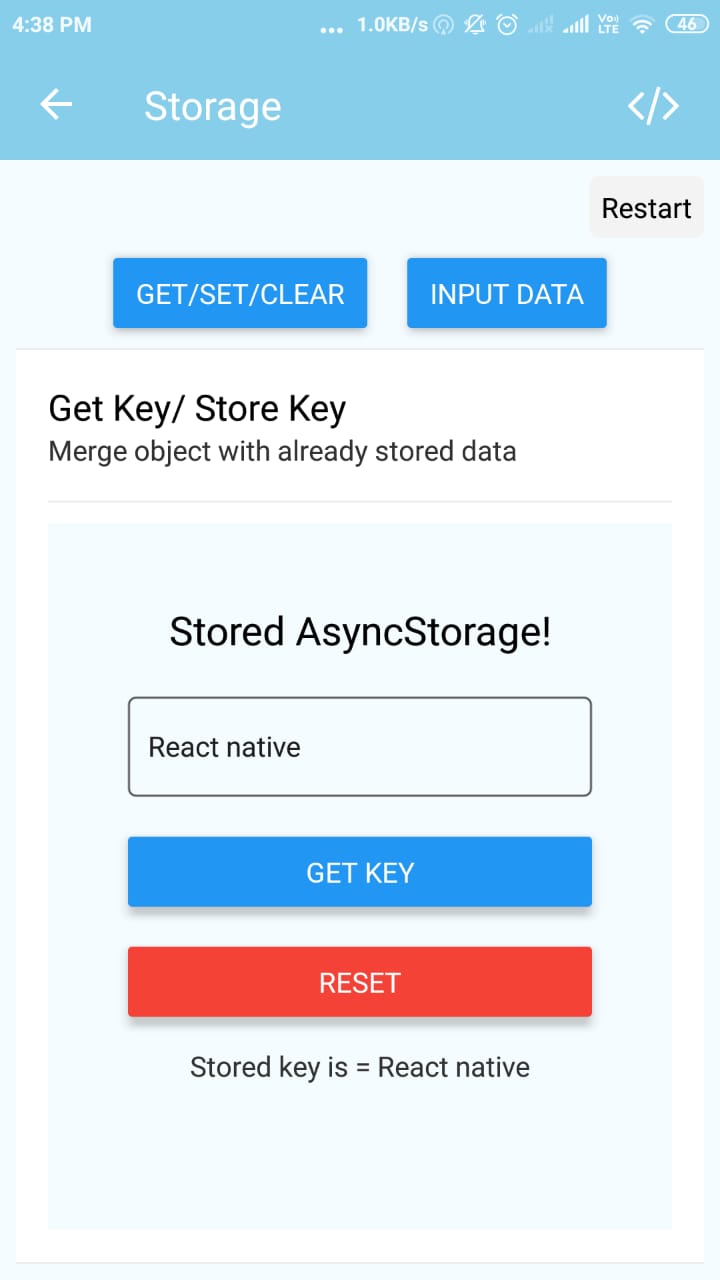 4:38 PM ... 1.0KB/s Vo)) LTE 46
Storage </>
Restart
GET/SET/CLEAR INPUT DATA
Get Key/ Store Key
Merge object with already stored data
Stored AsyncStorage!
React native
GET KEY
RESET
Stored key is = React native